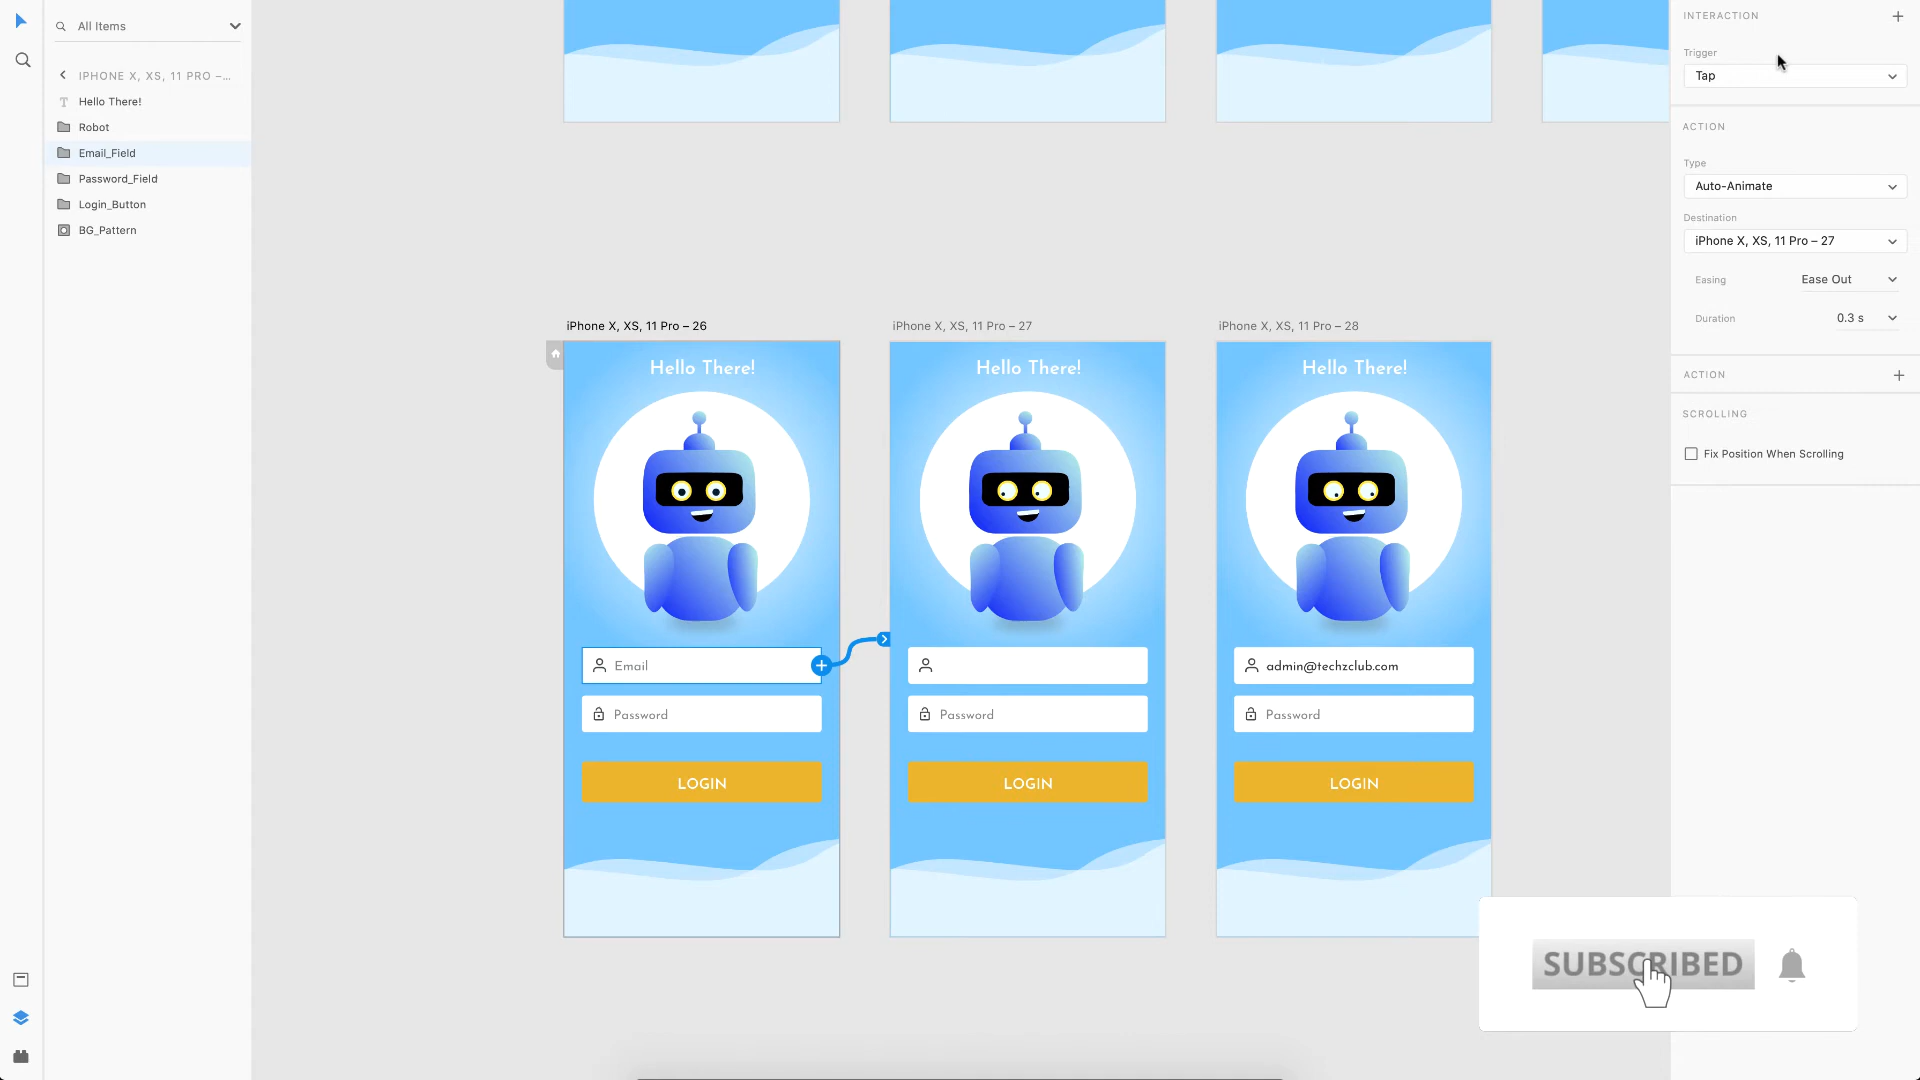 All Items
IPHONE X, XS, 11 PRO –...
Hello There!
Robot
Email_Field
Password_Field
Login_Button
BG_Pattern
iPhone X, XS, 11 Pro – 26
Hello There!
Email
Password
LOGIN
iPhone X, XS, 11 Pro – 27
Hello There!
Password
LOGIN
iPhone X, XS, 11 Pro – 28
Hello There!
admin@techzclub.com
Password
LOGIN
INTERACTION
Trigger
Tap
ACTION
Type
Auto-Animate
Destination
iPhone X, XS, 11 Pro – 27
Easing Ease Out
Duration 0.3 s
ACTION
SCROLLING
Fix Position When Scrolling
SUBSCRIBED